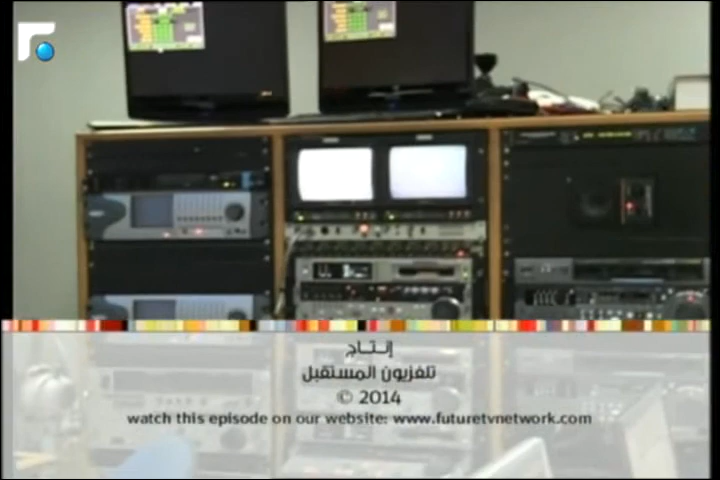 إنتاج
تلفزيون المستقبل
© 2014
watch this episode on our website: www.futuretvnetwork.com